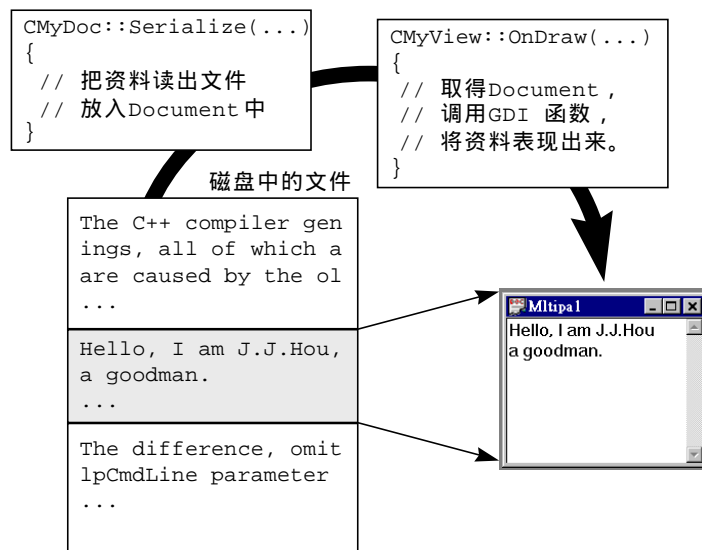 CMyDoc::Serialize(...)
{
// 把资料读出文件
// 放入Document 中
}
CMyView::OnDraw(...)
{
// 取得Document，
// 调用GDI 函数，
// 将资料表现出来。
}
磁盘中的文件
The C++ compiler gen
ings, all of which a
are caused by the ol
...
Hello, I am J.J.Hou,
a goodman.
...
The difference, omit
lpCmdLine parameter
...
Mltipa1
Hello, I am J.J.Hou
a goodman.